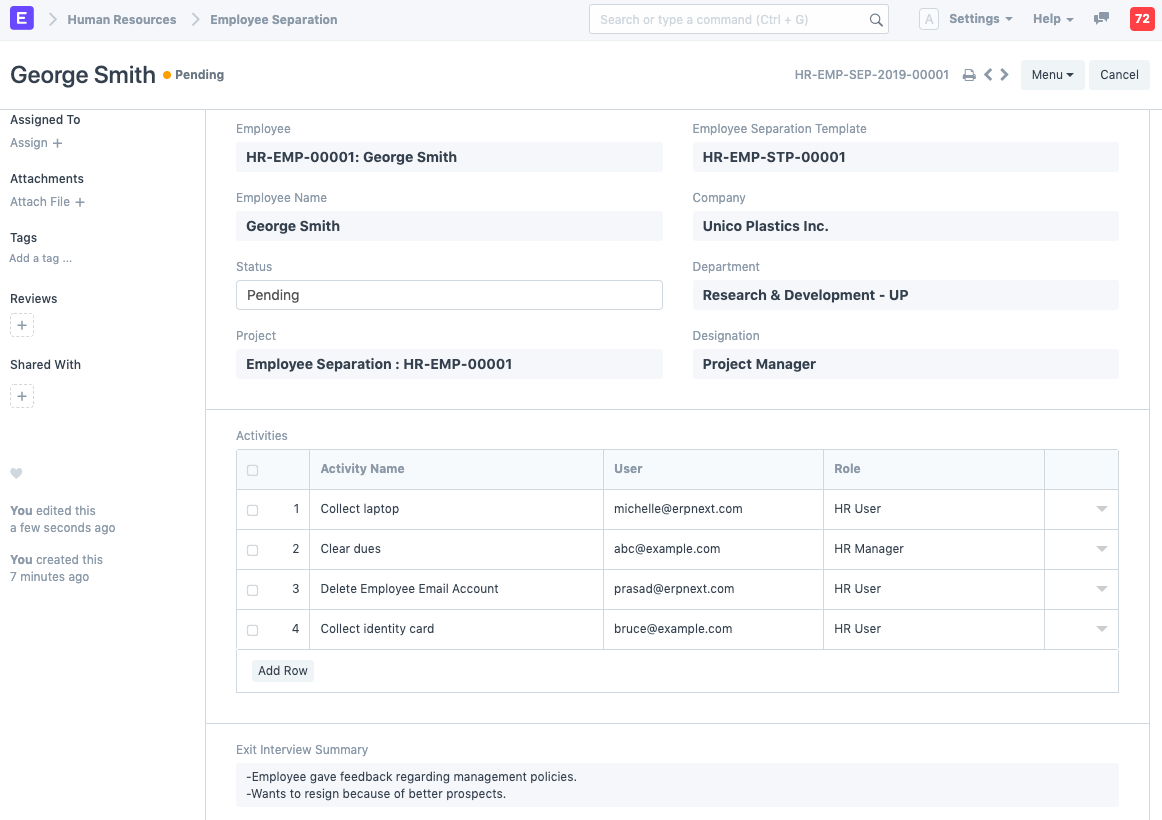 E Human Resources Employee Separation Search or type a command (Ctrl + G) A Settings Help 72
George Smith Pending HR-EMP-SEP-2019-00001 Menu Cancel
Assigned To
Assign +
Attachments
Attach File +
Tags
Add a tag ...
Reviews
+
Shared With
+
You edited this
a few seconds ago
You created this
7 minutes ago
Employee
HR-EMP-00001: George Smith
Employee Name
George Smith
Status
Pending
Project
Employee Separation : HR-EMP-00001
Employee Separation Template
HR-EMP-STP-00001
Company
Unico Plastics Inc.
Department
Research & Development - UP
Designation
Project Manager
Activities
Activity Name User Role
1 Collect laptop michelle@erpnext.com HR User
2 Clear dues abc@example.com HR Manager
3 Delete Employee Email Account prasad@erpnext.com HR User
4 Collect identity card bruce@example.com HR User
Add Row
Exit Interview Summary
-Employee gave feedback regarding management policies.
-Wants to resign because of better prospects.